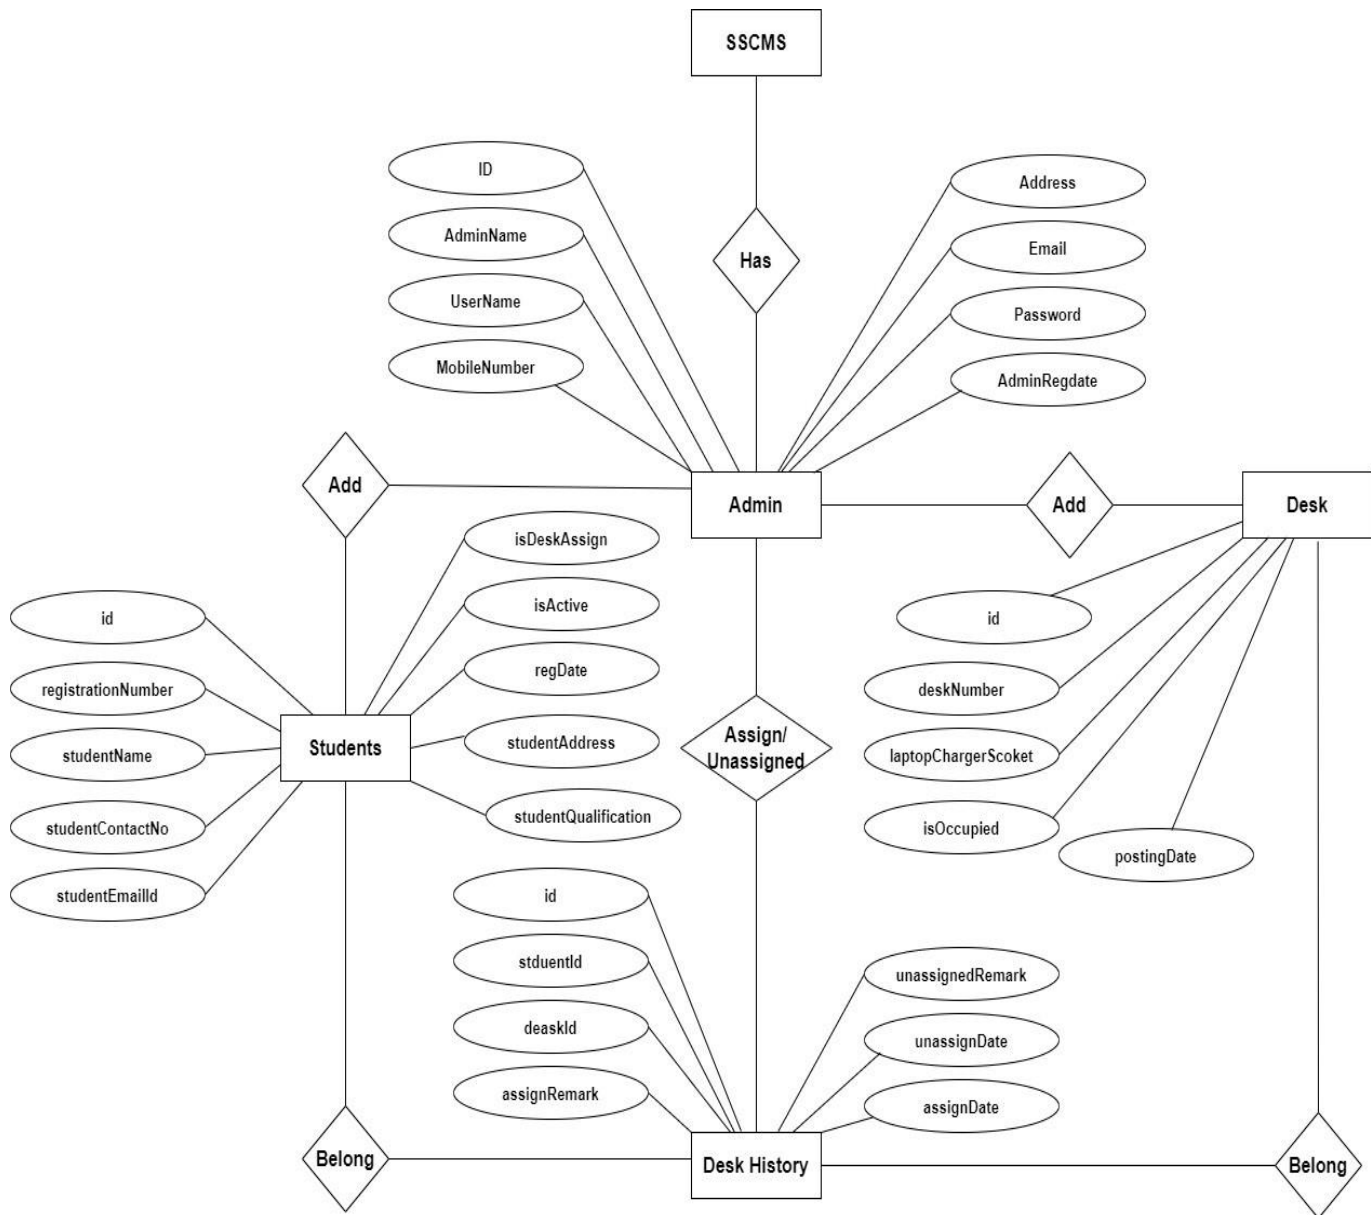 SSCMS
ID
AdminName
UserName
MobileNumber
Has
Address
Email
Password
AdminRegdate
Add
Admin
Add
Desk
isDeskAssign
isActive
regDate
studentAddress
studentQualification
id
registrationNumber
studentName
studentContactNo
studentEmailId
Students
Assign/
Unassigned
id
deskNumber
laptopChargerScoket
isOccupied
postingDate
id
stduentId
deaskId
assignRemark
unassignedRemark
unassignDate
assignDate
Belong
Desk History
Belong